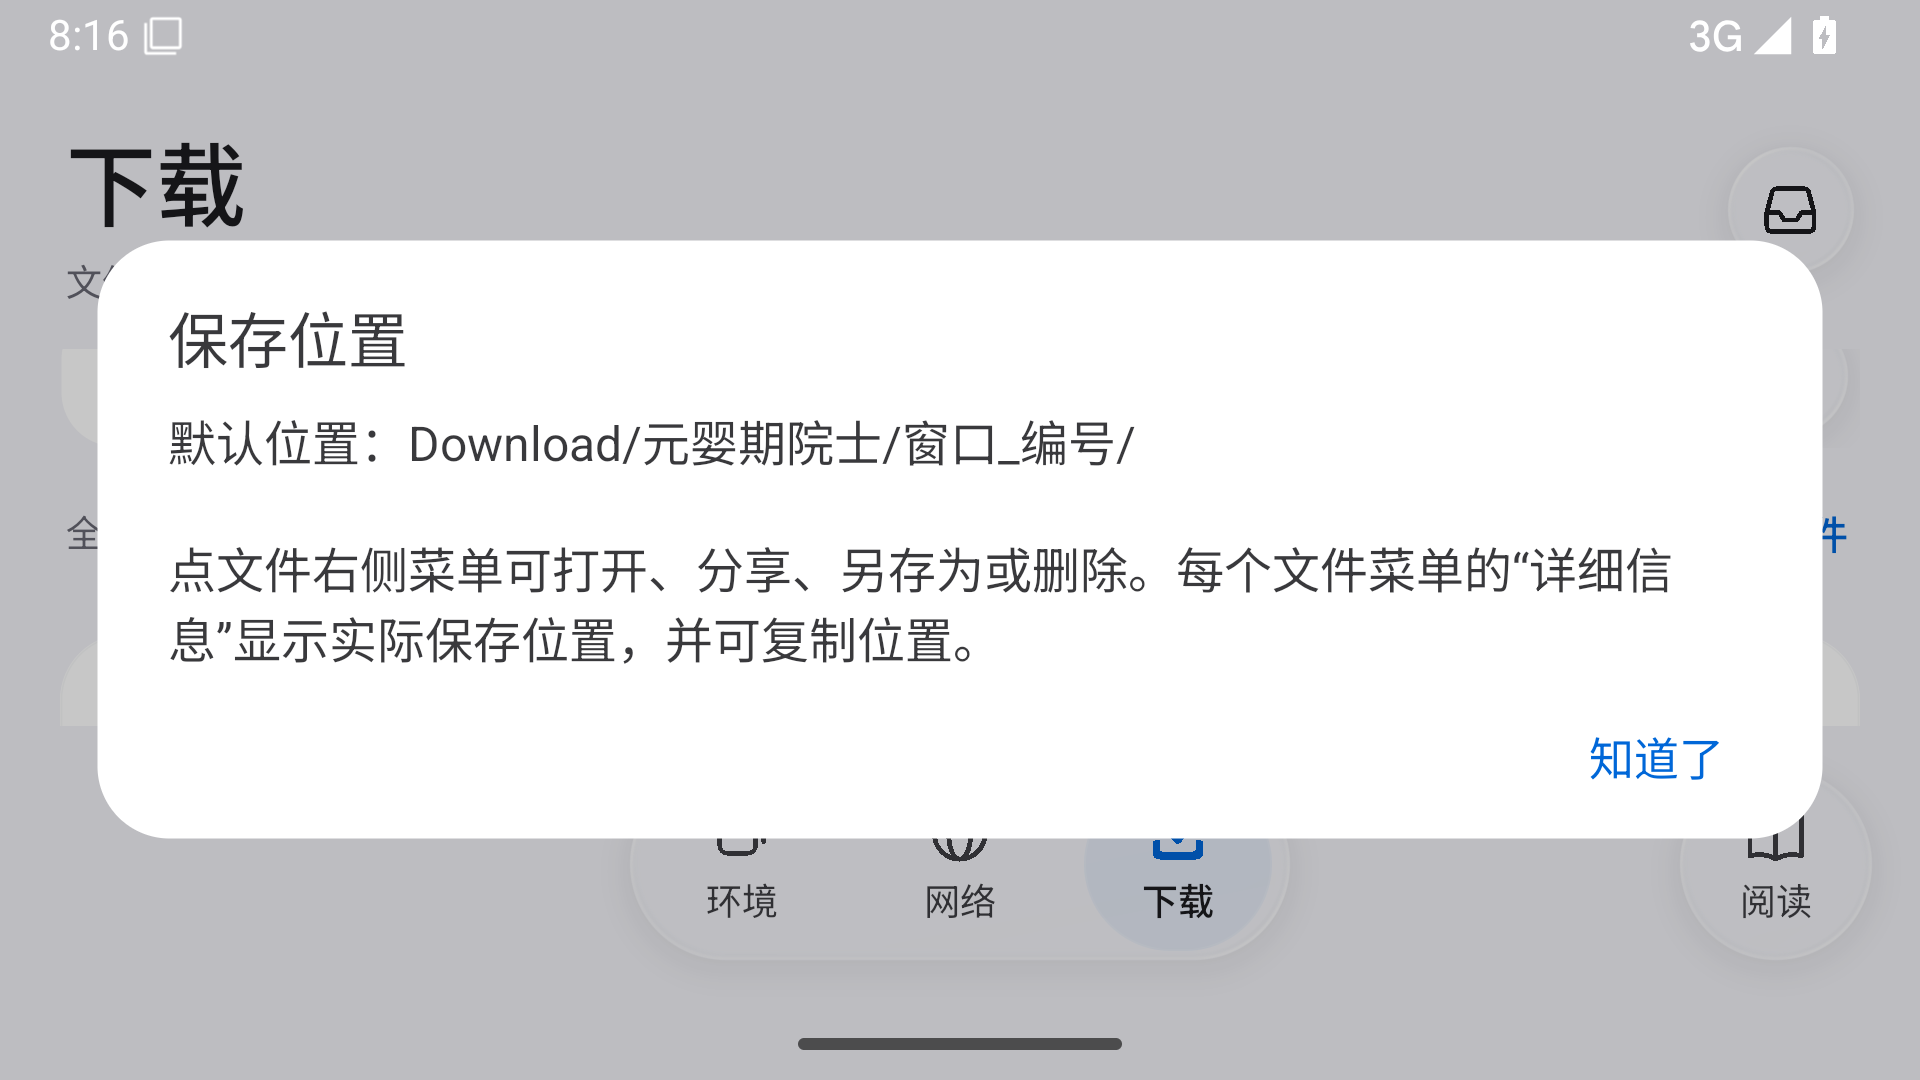 8:16
3G
下载
文
保存位置
默认位置：Download/元婴期院士/窗口_编号/
全
点文件右侧菜单可打开、分享、另存为或删除。每个文件菜单的“详细信
息”显示实际保存位置，并可复制位置。
件
知道了
环境
网络
下载
阅读